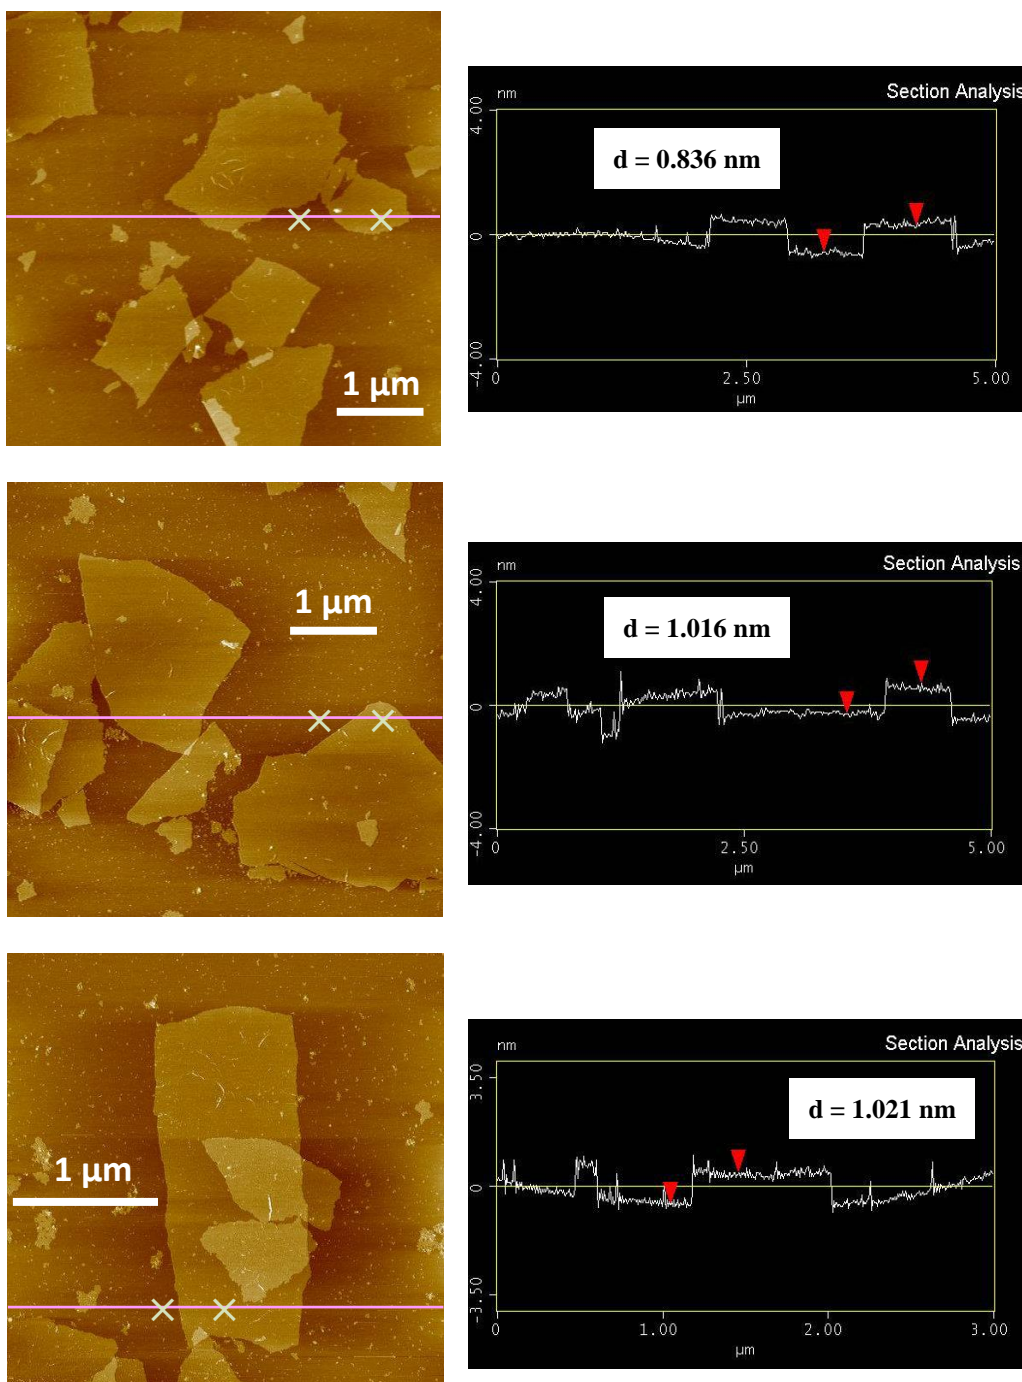 1 μm
nm
Section Analysis
4.00
d = 0.836 nm
0
-4.00
0
2.50
5.00
μm
1 μm
nm
Section Analysis
4.00
d = 1.016 nm
0
-4.00
0
2.50
5.00
μm
1 μm
nm
Section Analysis
3.50
d = 1.021 nm
0
-3.50
0
1.00
2.00
3.00
μm